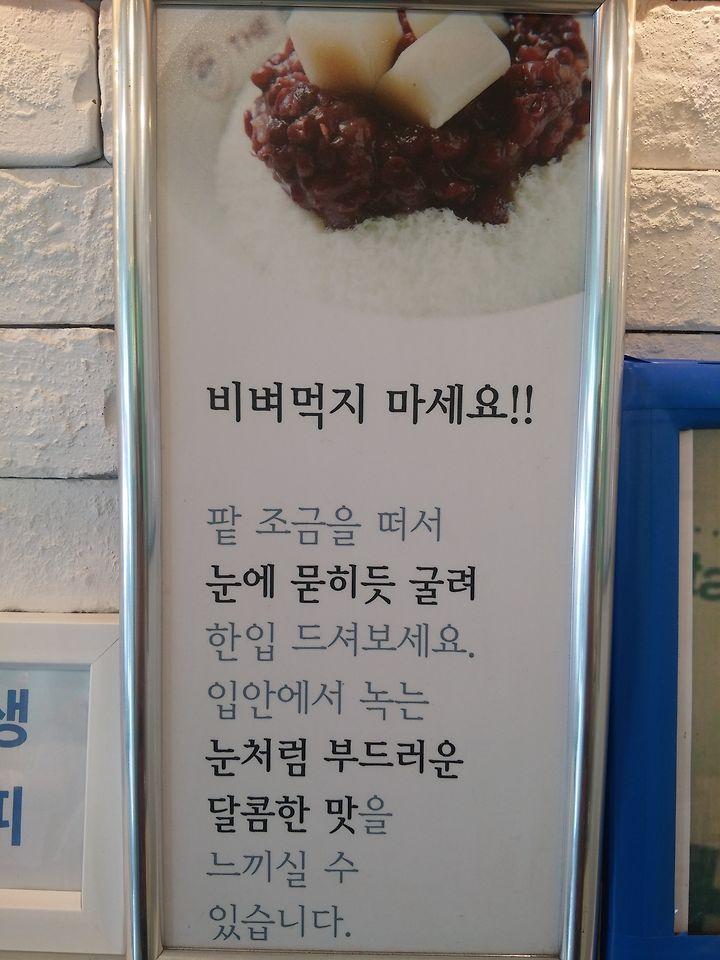 비벼먹지 마세요!!
팥 조금을 떠서
눈에 묻히듯 굴려
한입 드셔보세요.
입안에서 녹는
눈처럼 부드러운
달콤한 맛을
느끼실 수
있습니다.
생
피